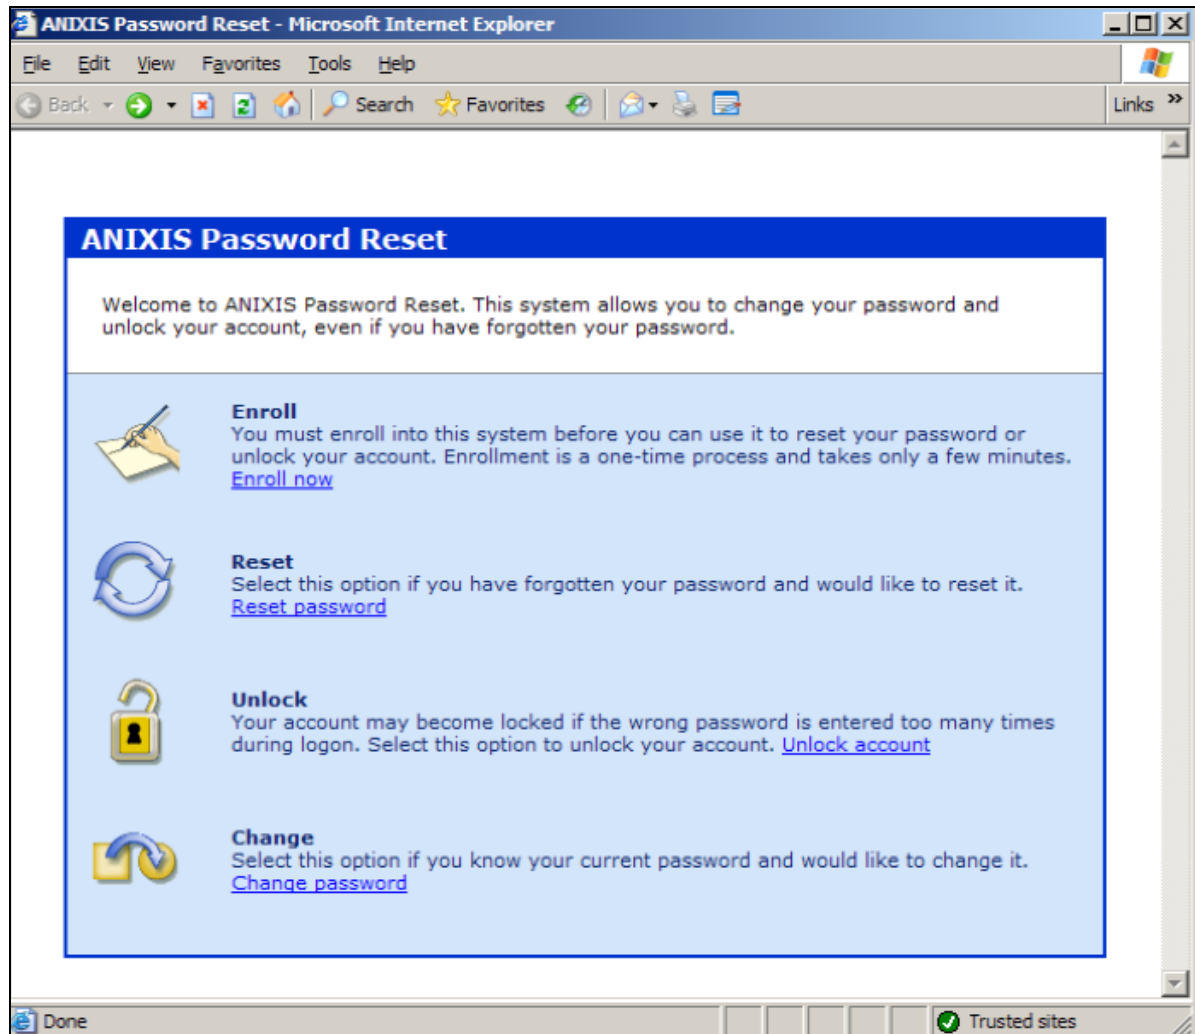 ANIXIS Password Reset - Microsoft Internet Explorer
File Edit View Favorites Tools Help
Back Search Favorites Links »
ANIXIS Password Reset
Welcome to ANIXIS Password Reset. This system allows you to change your password and
unlock your account, even if you have forgotten your password.
Enroll
You must enroll into this system before you can use it to reset your password or
unlock your account. Enrollment is a one-time process and takes only a few minutes.
Enroll now
Reset
Select this option if you have forgotten your password and would like to reset it.
Reset password
Unlock
Your account may become locked if the wrong password is entered too many times
during logon. Select this option to unlock your account. Unlock account
Change
Select this option if you know your current password and would like to change it.
Change password
Done Trusted sites